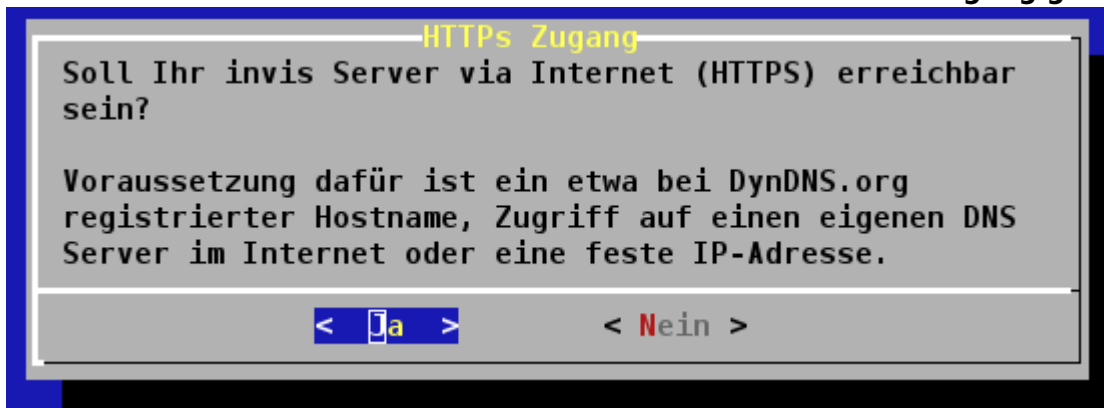 HTTPs Zugang
Soll Ihr invis Server via Internet (HTTPS) erreichbar
sein?
Voraussetzung dafür ist ein etwa bei DynDNS.org
registrierter Hostname, Zugriff auf einen eigenen DNS
Server im Internet oder eine feste IP-Adresse.
< Ja > < Nein >